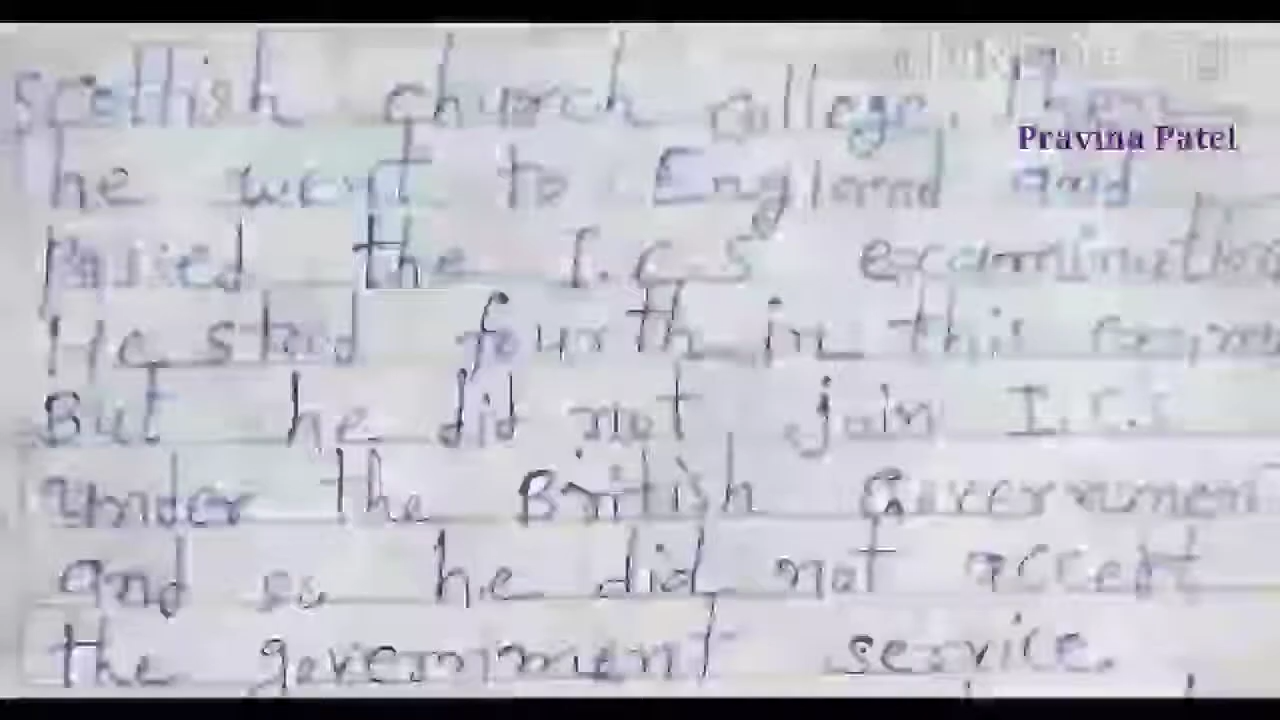 scottish church college. Then
Pravina Patel
he went to England and
Passed the I.C.S examination
He stood fourth in this
But he did not join I.C.S
under the British Government
and so he did not accept
the government service.